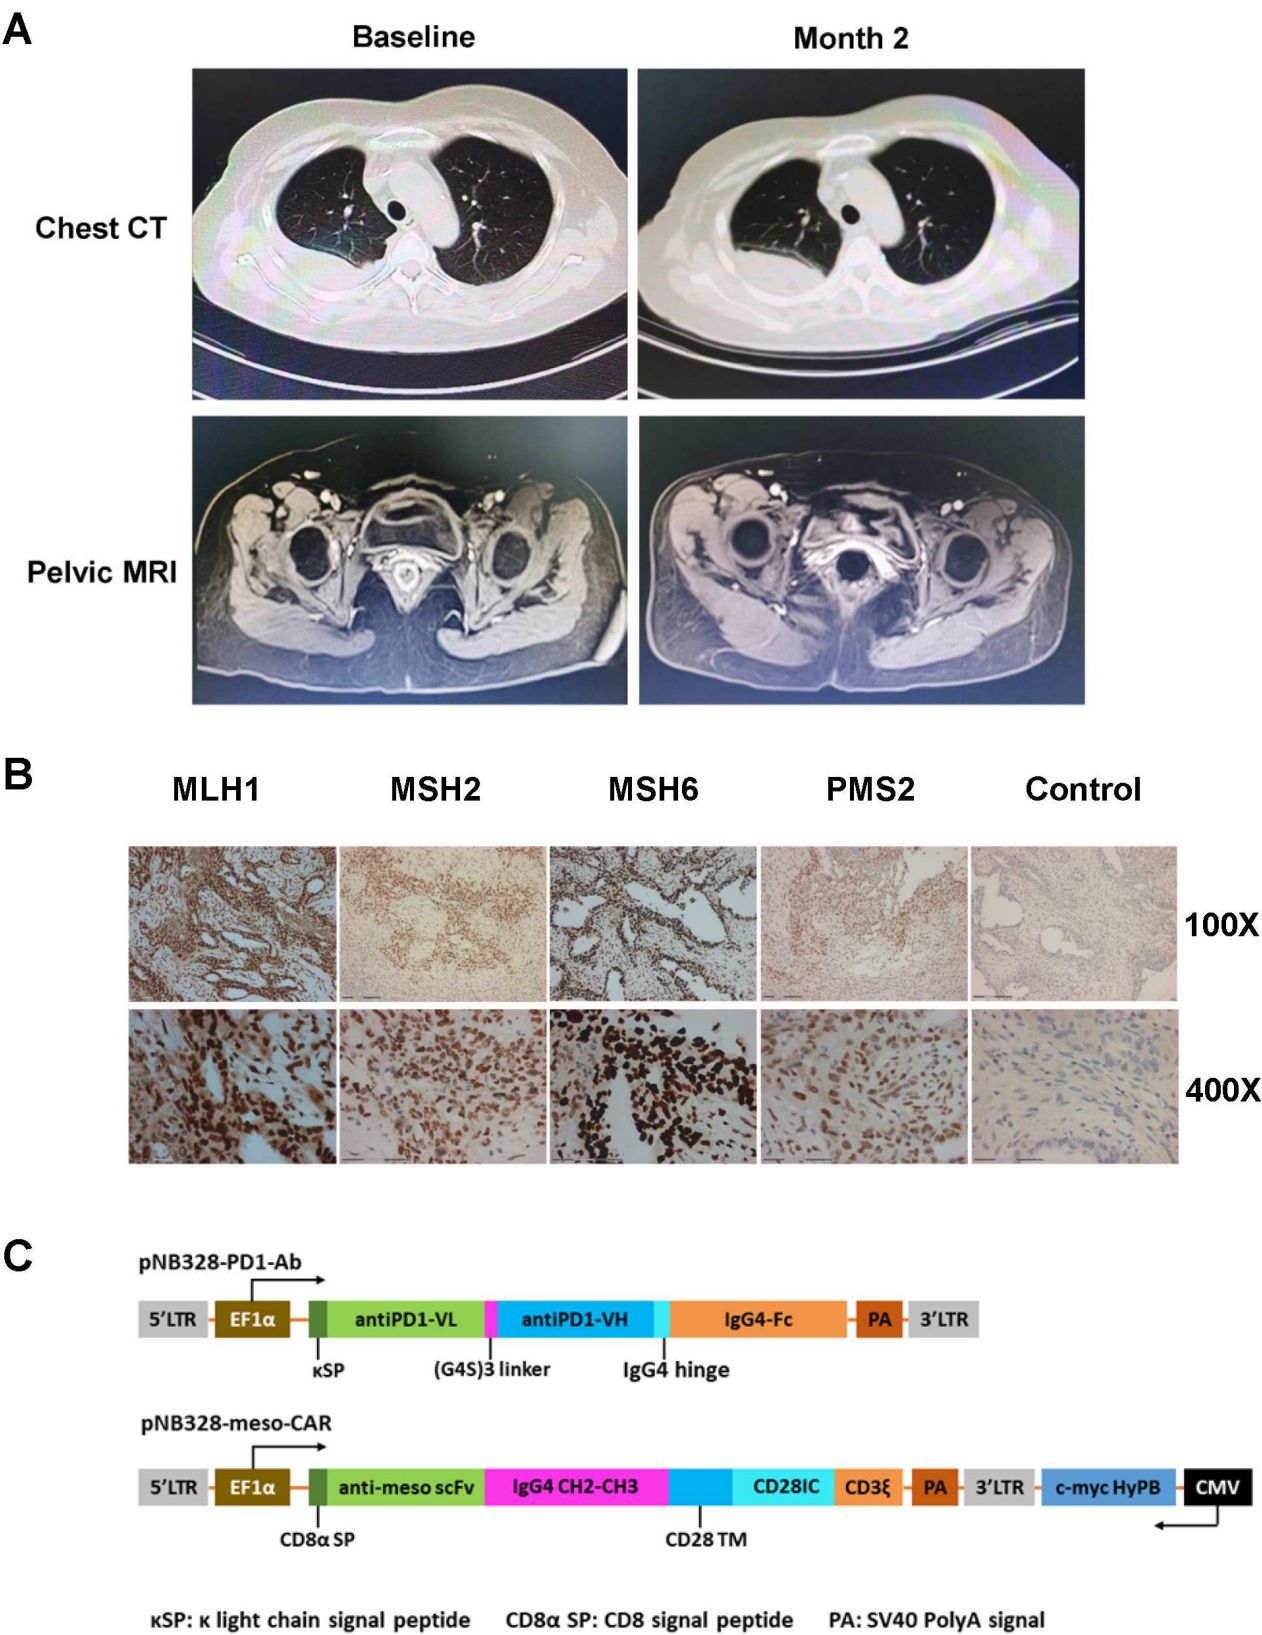 A
Baseline
Month 2
Chest CT
Pelvic MRI
B
MLH1
MSH2
MSH6
PMS2
Control
100X
400X
C
pNB328-PD1-Ab
5’LTR
EF1α
antiPD1-VL
antiPD1-VH
IgG4-Fc
PA
3’LTR
κSP
(G4S)3 linker
IgG4 hinge
pNB328-meso-CAR
5’LTR
EF1α
anti-meso scFv
IgG4 CH2-CH3
CD28IC
CD3ξ
PA
3’LTR
c-myc HyPB
CMV
CD8α SP
CD28 TM
κSP: κ light chain signal peptide
CD8α SP: CD8 signal peptide
PA: SV40 PolyA signal